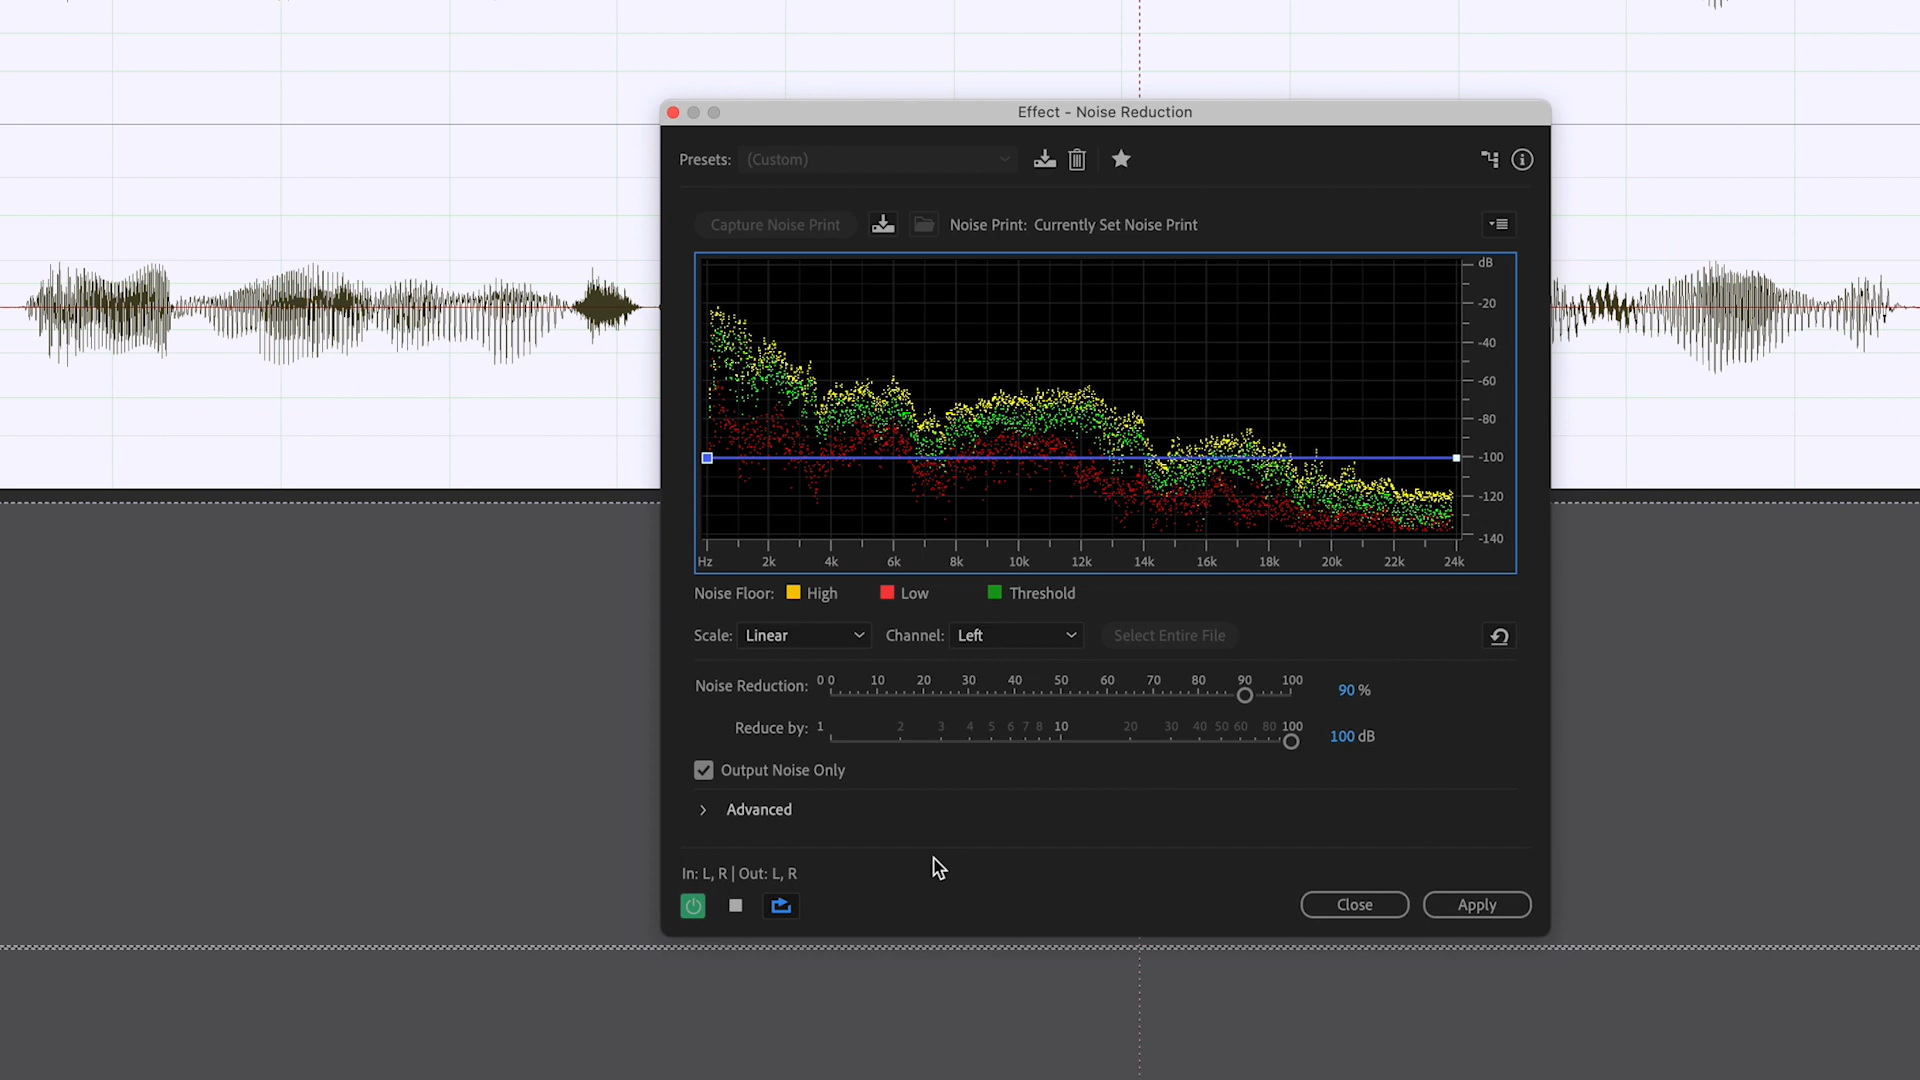 Effect - Noise Reduction
Presets: (Custom)
Capture Noise Print Noise Print: Currently Set Noise Print
dB
-20
-40
-60
-80
-100
-120
-140
Hz 2k 4k 6k 8k 10k 12k 14k 16k 18k 20k 22k 24k
Noise Floor: High Low Threshold
Scale: Linear Channel: Left Select Entire File
Noise Reduction: 0 0 10 20 30 40 50 60 70 80 90 100 90 %
Reduce by: 1 2 3 4 5 6 7 8 10 20 30 40 50 60 80 100 100 dB
Output Noise Only
Advanced
In: L, R | Out: L, R
Close Apply